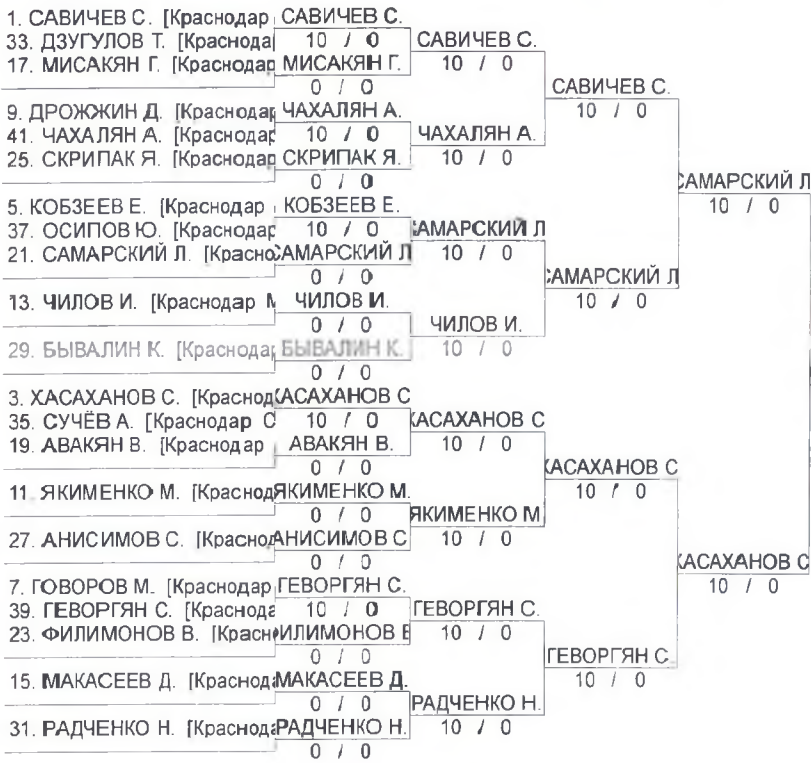 1. САВИЧЕВ С. [Краснодар САВИЧЕВ С.
33. ДЗУГУЛОВ Т. [Краснода 10 / 0 САВИЧЕВ С.
17. МИСАКЯН Г. [Краснодар МИСАКЯН Г. 10 / 0
0 / 0 САВИЧЕВ С.
9. ДРОЖЖИН Д. [Краснодар ЧАХАЛЯН А. 10 / 0
41. ЧАХАЛЯН А. [Краснодар 10 / 0 ЧАХАЛЯН А.
25. СКРИПАК Я. [Краснодар СКРИПАК Я. 10 / 0
0 / 0 САМАРСКИЙ Л
5. КОБЗЕЕВ Е. [Краснодар КОБЗЕЕВ Е. 10 / 0
37. ОСИПОВ Ю. [Краснодар 10 / 0 САМАРСКИЙ Л
21. САМАРСКИЙ Л. [Красно САМАРСКИЙ Л 10 / 0
0 / 0 САМАРСКИЙ Л
13. ЧИЛОВ И. [Краснодар М ЧИЛОВ И. 10 / 0
0 / 0 ЧИЛОВ И.
29. БЫВАЛИН К. [Краснодар БЫВАЛИН К. 10 / 0
0 / 0
3. ХАСАХАНОВ С. [Краснод ХАСАХАНОВ С
35. СУЧЁВ А. [Краснодар С 10 / 0 ХАСАХАНОВ С
19. АВАКЯН В. [Краснодар АВАКЯН В. 10 / 0
0 / 0 ХАСАХАНОВ С
11. ЯКИМЕНКО М. [Краснод ЯКИМЕНКО М. 10 / 0
0 / 0 ЯКИМЕНКО М
27. АНИСИМОВ С. [Краснод АНИСИМОВ С 10 / 0
0 / 0 ХАСАХАНОВ С
7. ГОВОРОВ М. [Краснодар ГЕВОРГЯН С. 10 / 0
39. ГЕВОРГЯН С. [Краснода 10 / 0 ГЕВОРГЯН С.
23. ФИЛИМОНОВ В. [Красн ФИЛИМОНОВ В 10 / 0
0 / 0 ГЕВОРГЯН С
15. МАКАСЕЕВ Д. [Краснода МАКАСЕЕВ Д. 10 / 0
0 / 0 РАДЧЕНКО Н.
31. РАДЧЕНКО Н. [Краснода РАДЧЕНКО Н. 10 / 0
0 / 0